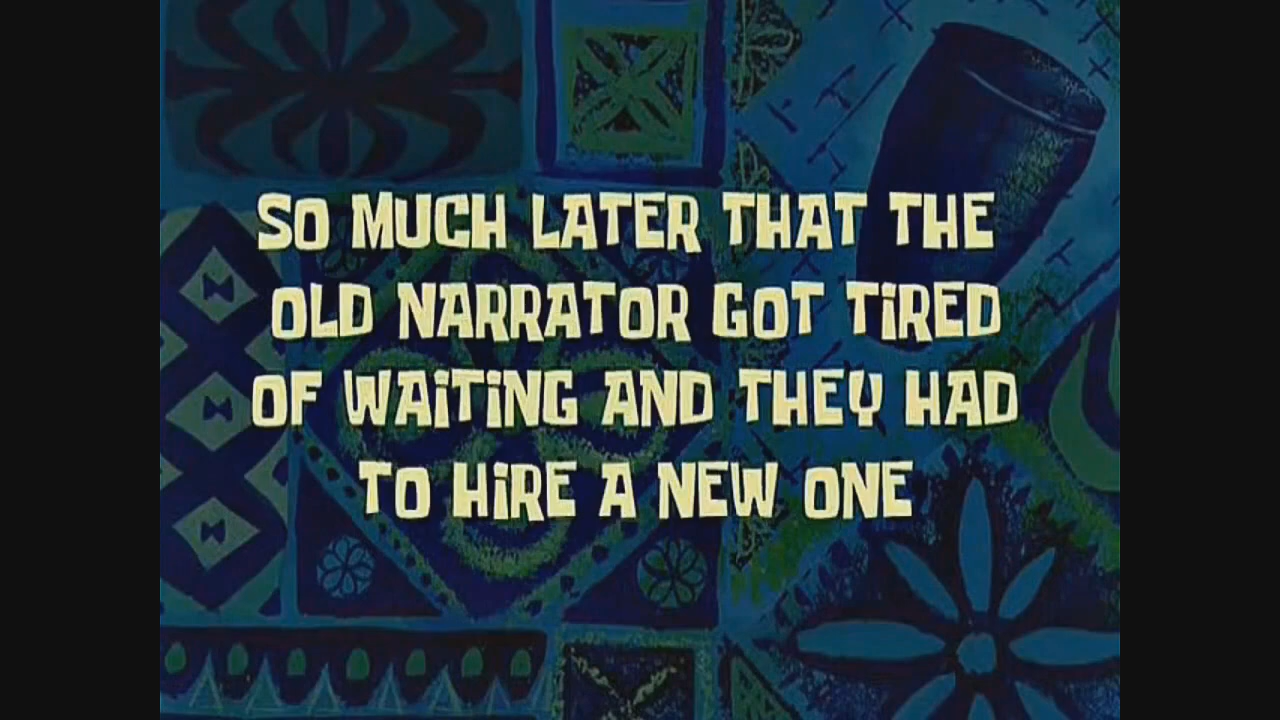 SO MUCH LATER THAT THE
OLD NARRATOR GOT TIRED
OF WAITING AND THEY HAD
TO HIRE A NEW ONE